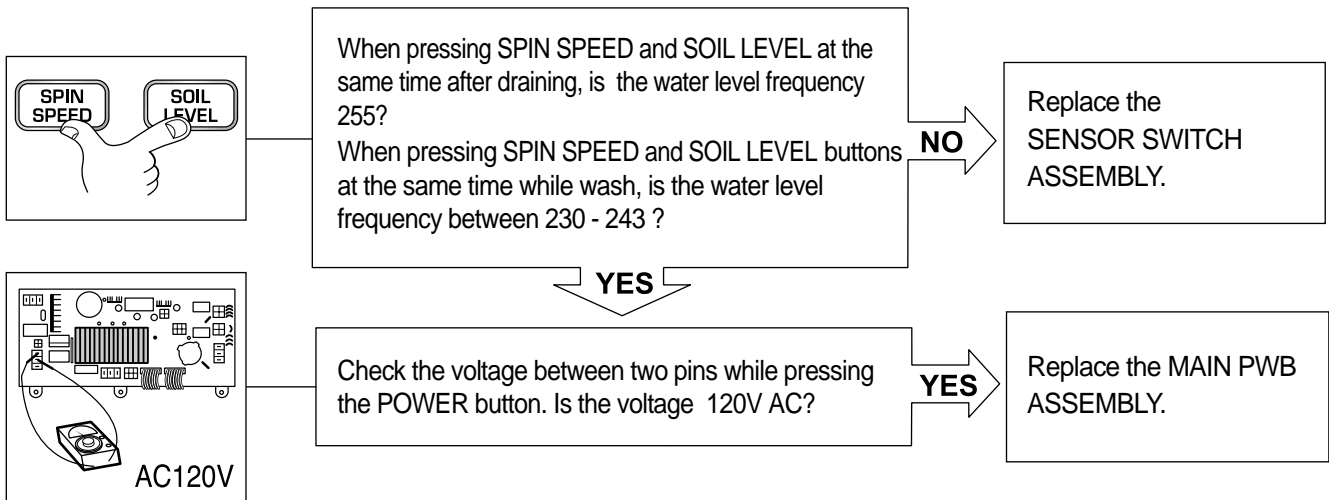 SPIN
SPEED
SOIL
LEVEL
When pressing SPIN SPEED and SOIL LEVEL at the
same time after draining, is the water level frequency
255?
When pressing SPIN SPEED and SOIL LEVEL buttons
at the same time while wash, is the water level
frequency between 230 - 243 ?
NO
Replace the
SENSOR SWITCH
ASSEMBLY.
YES
AC120V
Check the voltage between two pins while pressing
the POWER button. Is the voltage 120V AC?
YES
Replace the MAIN PWB
ASSEMBLY.